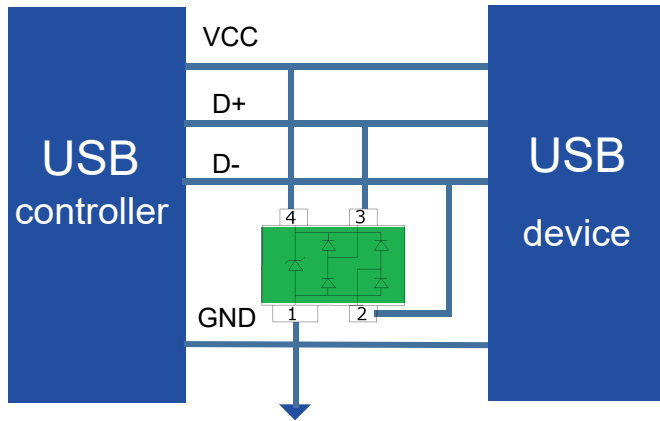 VCC
D+
D-
USB
controller
USB
device
4
3
1
2
GND